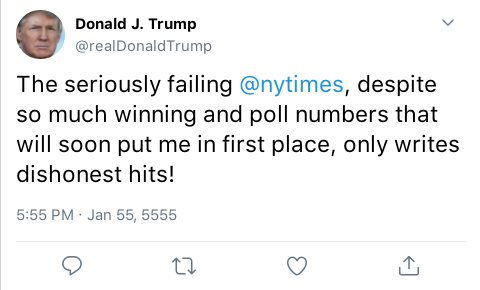 Donald J. Trump
@realDonaldTrump
The seriously failing @nytimes, despite
so much winning and poll numbers that
will soon put me in first place, only writes
dishonest hits!
5:55 PM · Jan 55, 5555